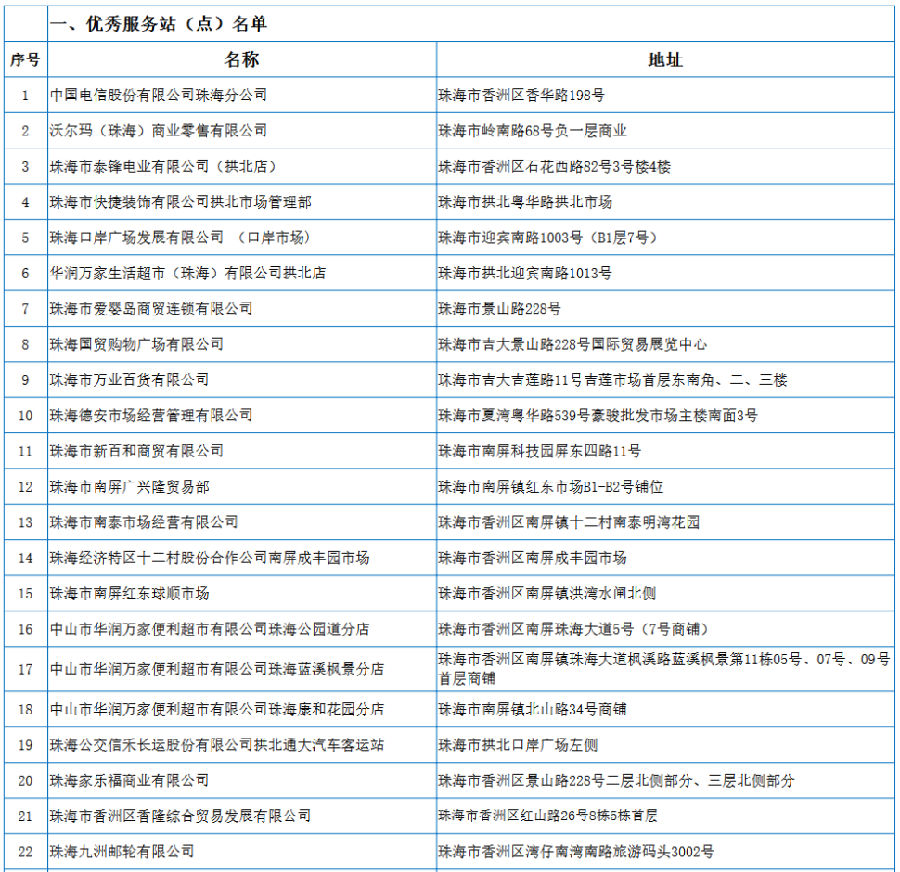 一、优秀服务站（点）名单
序号 名称 地址
1 中国电信股份有限公司珠海分公司 珠海市香洲区香华路198号
2 沃尔玛（珠海）商业零售有限公司 珠海市岭南路68号负一层商业
3 珠海市泰锋电业有限公司（拱北店） 珠海市香洲区石花西路82号3号楼4楼
4 珠海市快捷装饰有限公司拱北市场管理部 珠海市拱北粤华路拱北市场
5 珠海口岸广场发展有限公司 （口岸市场） 珠海市迎宾南路1003号（B1层7号）
6 华润万家生活超市（珠海）有限公司拱北店 珠海市拱北迎宾南路1013号
7 珠海市爱婴岛商贸连锁有限公司 珠海市景山路228号
8 珠海国贸购物广场有限公司 珠海市吉大景山路228号国际贸易展览中心
9 珠海市万业百货有限公司 珠海市吉大吉莲路11号吉莲市场首层东南角、二、三楼
10 珠海德安市场经营管理有限公司 珠海市夏湾粤华路539号豪骏批发市场主楼南面3号
11 珠海市新百和商贸有限公司 珠海市南屏科技园屏东四路11号
12 珠海市南屏广兴隆贸易部 珠海市南屏镇红东市场B1-B2号铺位
13 珠海市南泰市场经营有限公司 珠海市香洲区南屏镇十二村南泰明湾花园
14 珠海经济特区十二村股份合作公司南屏成丰园市场 珠海市香洲区南屏成丰园市场
15 珠海市南屏红东球顺市场 珠海市香洲区南屏镇洪湾水闸北侧
16 中山市华润万家便利超市有限公司珠海公园道分店 珠海市香洲区南屏珠海大道5号（7号商铺）
17 中山市华润万家便利超市有限公司珠海蓝溪枫景分店 珠海市香洲区南屏镇珠海大道枫溪路蓝溪枫景第11栋05号、07号、09号
首层商铺
18 中山市华润万家便利超市有限公司珠海康和花园分店 珠海市南屏镇北山路34号商铺
19 珠海公交信禾长运股份有限公司拱北通大汽车客运站 珠海市拱北口岸广场左侧
20 珠海家乐福商业有限公司 珠海市香洲区景山路228号二层北侧部分、三层北侧部分
21 珠海市香洲区香隆综合贸易发展有限公司 珠海市香洲区红山路26号8栋5栋首层
22 珠海九洲邮轮有限公司 珠海市香洲区湾仔南湾南路旅游码头3002号